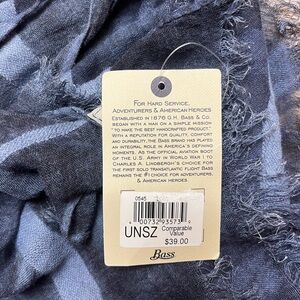 FOR HARD SERVICE,
ADVENTURERS & AMERICAN HEROES
ESTABLISHED IN 1876 G.H. BASS & CO.
BEGAN WITH A MAN ON A SIMPLE MISSION
"TO MAKE THE BEST HANDCRAFTED PRODUCT."
WITH A REPUTATION FOR QUALITY, COMFORT
AND DURABILITY, THE BASS BRAND HAS PLAYED
AN INTEGRAL ROLE IN AMERICA'S DEFINING
MOMENTS. AS THE OFFICIAL AVIATION BOOT
OF THE U.S. ARMY IN WORLD WAR I TO
CHARLES A. LINDBERGH'S CHOICE FOR
THE FIRST SOLO TRANSATLANTIC FLIGHT BASS
REMAINS THE #1 CHOICE FOR ADVENTURERS,
& AMERICAN HEROES.
0545
00732 93573 9
UNSZ Comparable
Value
$39.00
Bass